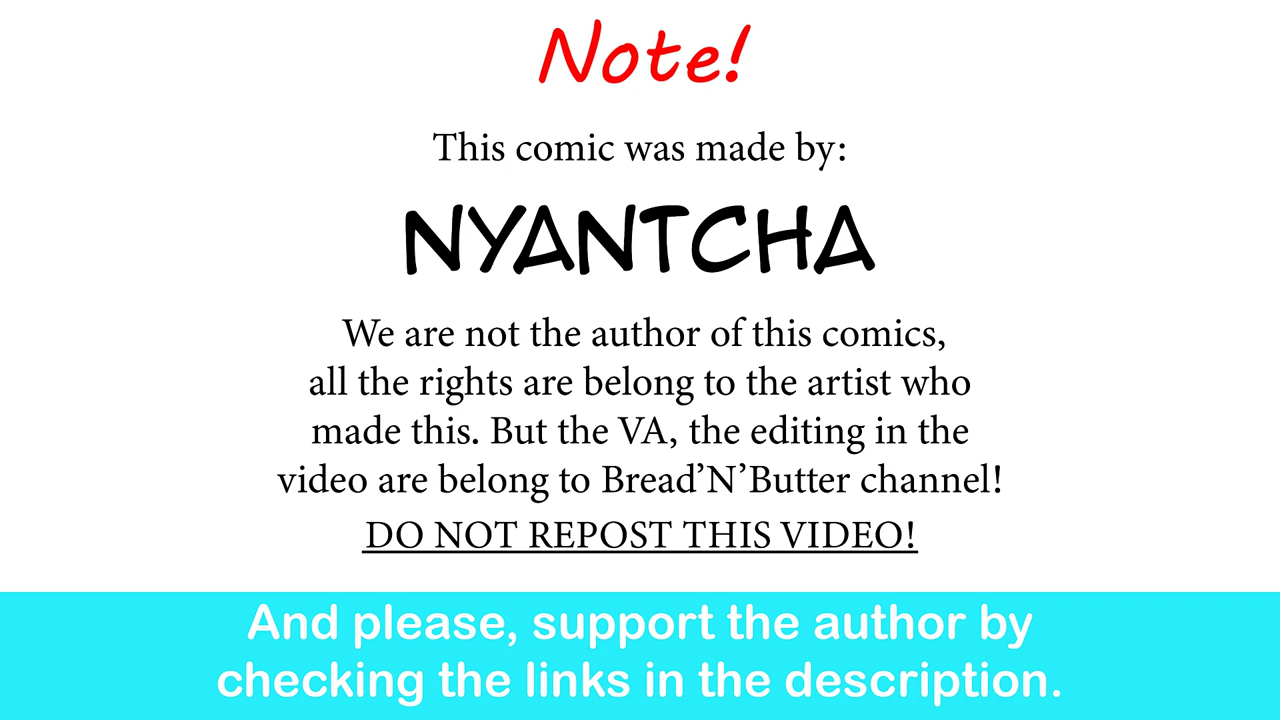 Note!
This comic was made by:
NYANTCHA
We are not the author of this comics,
all the rights are belong to the artist who
made this. But the VA, the editing in the
video are belong to Bread’N’Butter channel!
DO NOT REPOST THIS VIDEO!
And please, support the author by
checking the links in the description.